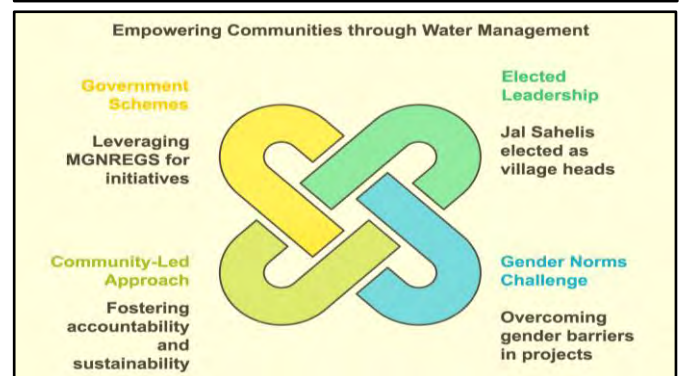 Empowering Communities through Water Management
Government
Schemes
Leveraging
MGNREGS for
initiatives
Elected
Leadership
Jal Sahelis
elected as
village heads
Community-Led
Approach
Fostering
accountability
and
sustainability
Gender Norms
Challenge
Overcoming
gender barriers
in projects